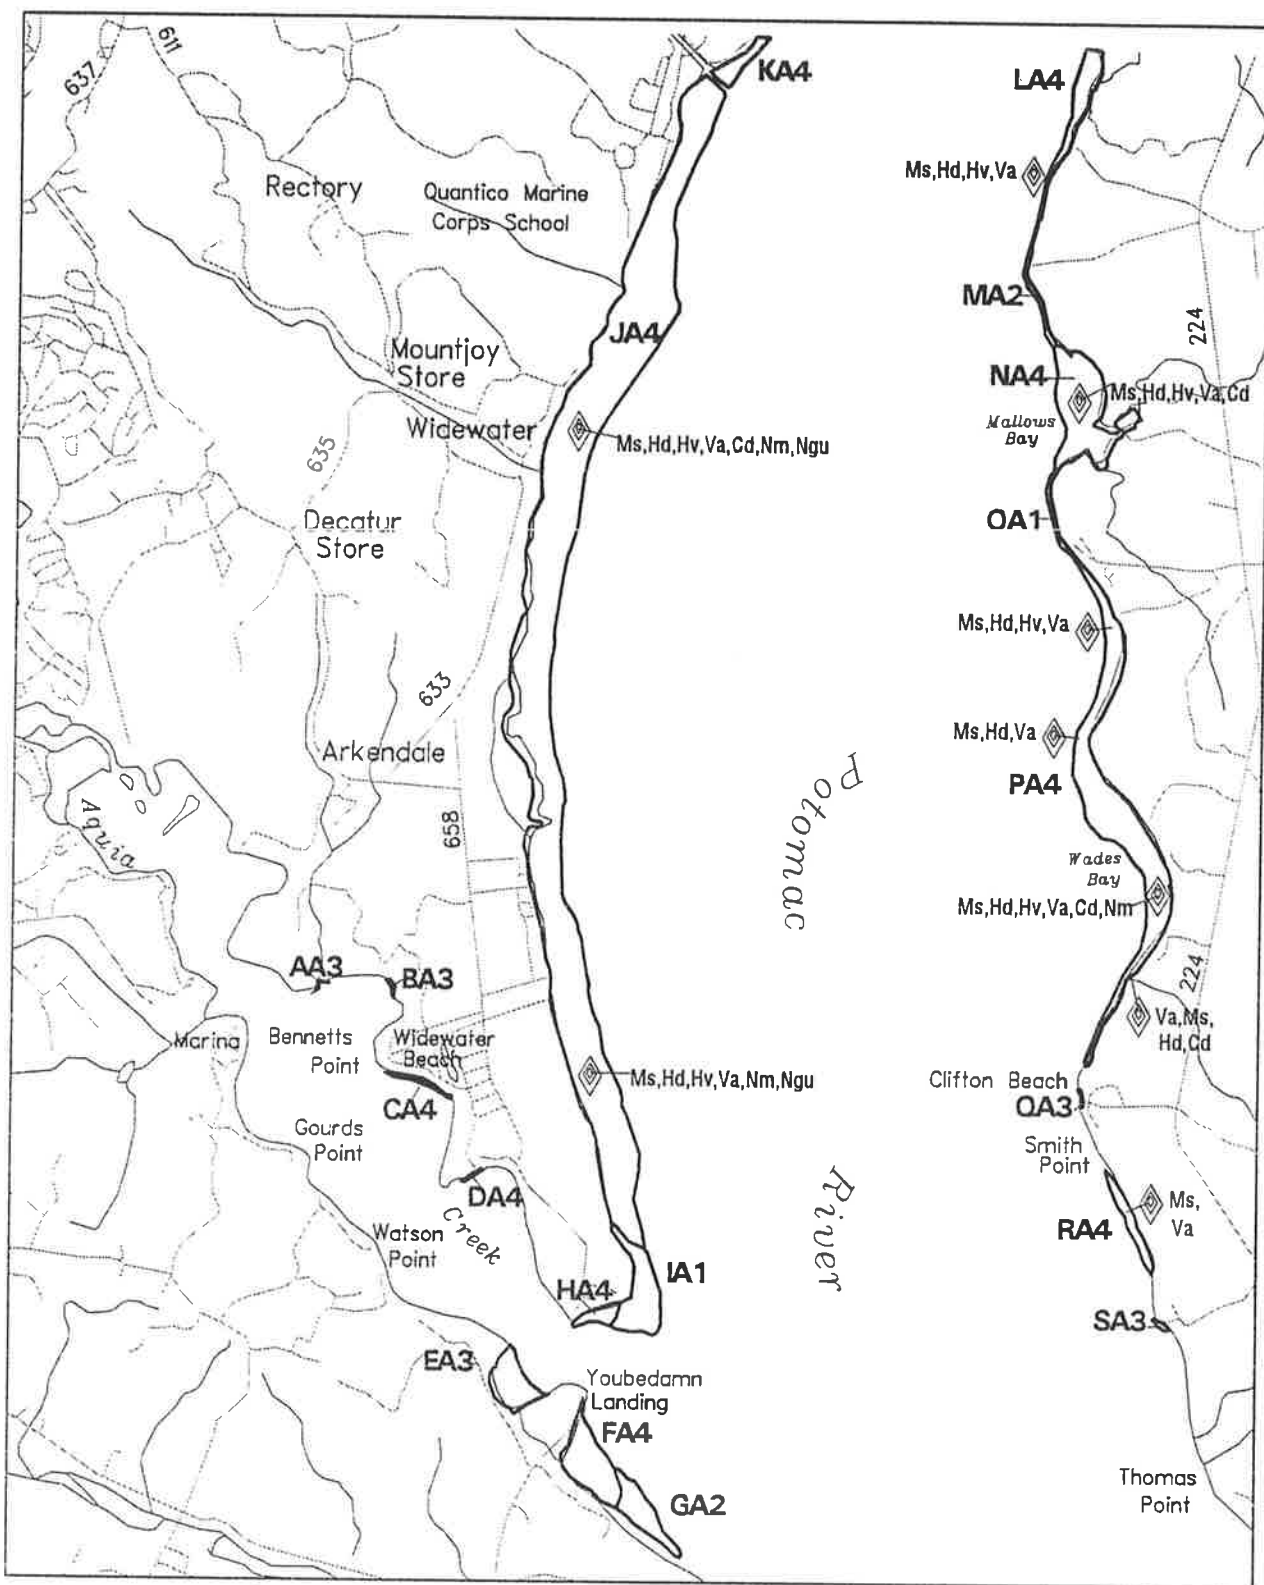 KA4
LA4
611
637
Ms,Hd,Hv,Va
Rectory
Quantico Marine
Corps School
MA2
224
JA4
Mountjoy
Store
NA4
Ms,Hd,Hv,Va,Cd
Mallows
Bay
Widewater
Ms,Hd,Hv,Va,Cd,Nm,Ngu
635
Decatur
Store
OA1
Ms,Hd,Hv,Va
633
Ms,Hd,Va
Arkendale
PA4
Potomac
Aquia
658
Wades
Bay
Ms,Hd,Hv,Va,Cd,Nm
AA3
BA3
224
Marina
Bennetts
Point
Widewater
Beach
Va,Ms,
Hd,Cd
Ms,Hd,Hv,Va,Nm,Ngu
Clifton Beach
CA4
QA3
Gourds
Point
Smith
Point
DA4
Creek
River
Ms,
Va
RA4
Watson
Point
IA1
HA4
SA3
EA3
Youbedamn
Landing
FA4
Thomas
Point
GA2